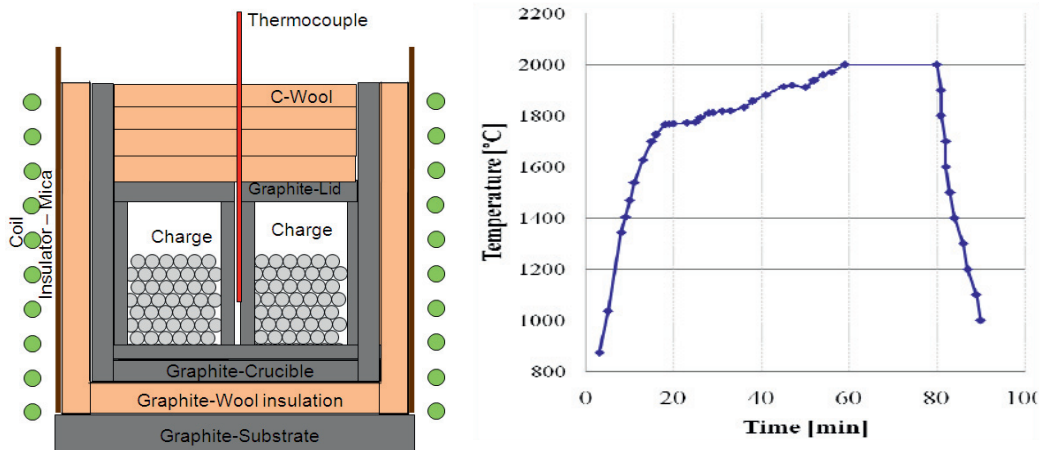 Thermocouple
C-Wool
Graphite-Lid
Charge
Charge
Coil
Insulator – Mica
Graphite-Crucible
Graphite-Wool insulation
Graphite-Substrate
Temperature [°C]
2200
2000
1800
1600
1400
1200
1000
800
0
20
40
60
80
100
Time [min]